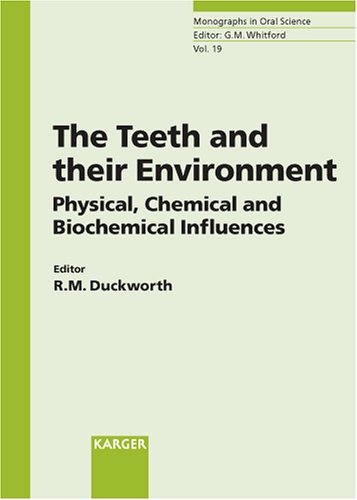 Monographs in Oral Science
Editor: G.M. Whitford
Vol. 19
The Teeth and
their Environment
Physical, Chemical and
Biochemical Influences
Editor
R.M. Duckworth
KARGER